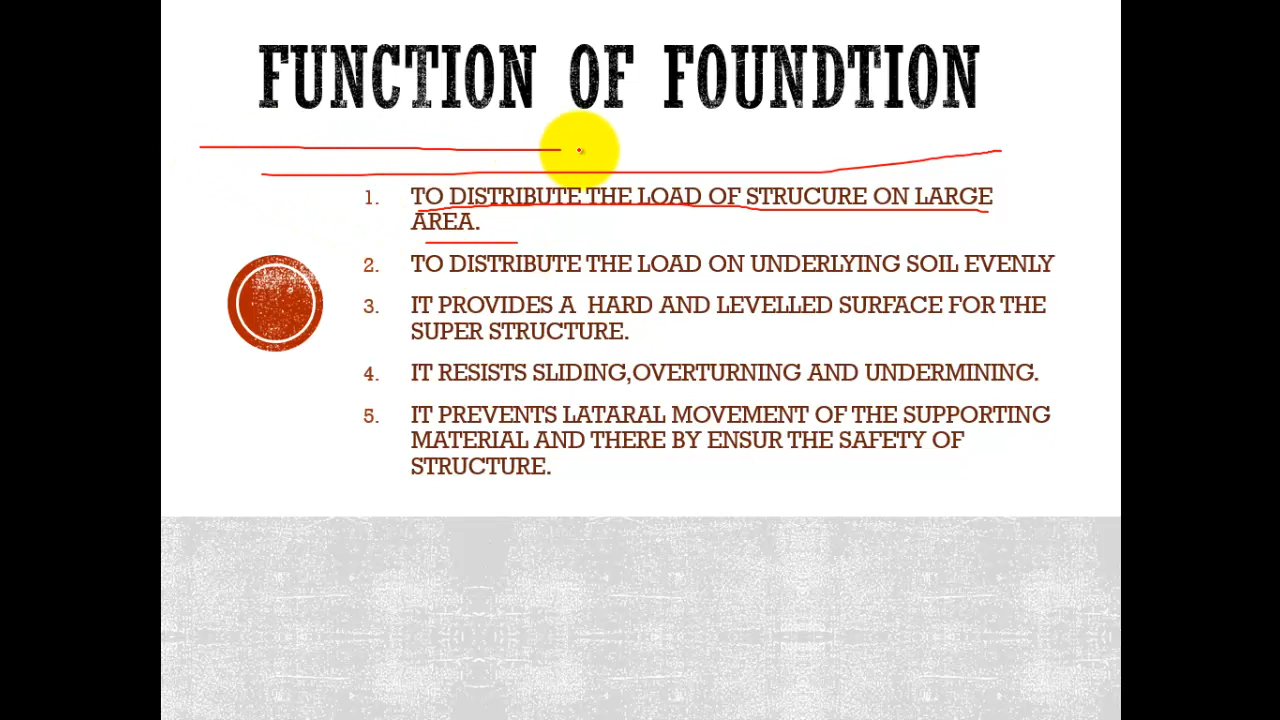 FUNCTION OF FOUNDTION
1. TO DISTRIBUTE THE LOAD OF STRUCURE ON LARGE
AREA.
2. TO DISTRIBUTE THE LOAD ON UNDERLYING SOIL EVENLY
3. IT PROVIDES A HARD AND LEVELLED SURFACE FOR THE
SUPER STRUCTURE.
4. IT RESISTS SLIDING,OVERTURNING AND UNDERMINING.
5. IT PREVENTS LATARAL MOVEMENT OF THE SUPPORTING
MATERIAL AND THERE BY ENSUR THE SAFETY OF
STRUCTURE.